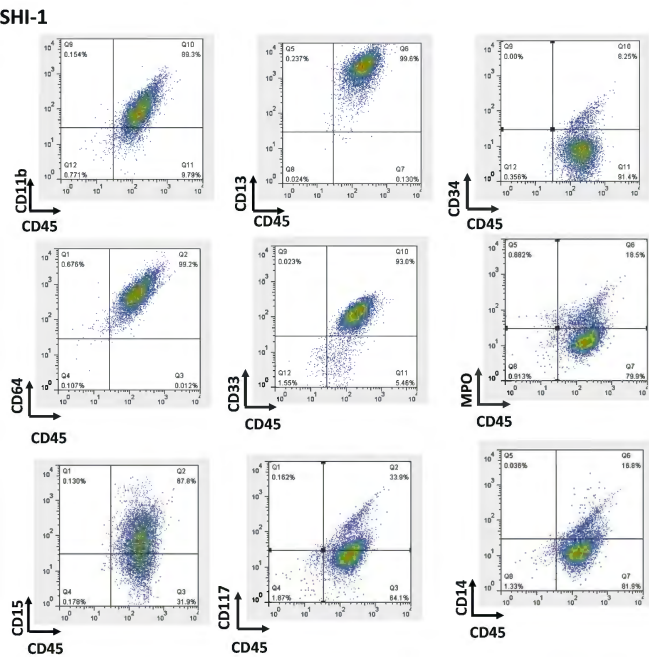 SHI-1
Q9
0.154%
Q10
89.3%
Q12
0.771%
Q11
9.79%
CD11b
CD45
Q5
0.237%
Q6
99.6%
Q8
0.024%
Q7
0.130%
CD13
CD45
Q9
0.00%
Q10
8.25%
Q12
0.356%
Q11
91.4%
CD34
CD45
Q1
0.675%
Q2
99.2%
Q4
0.107%
Q3
0.012%
CD64
CD45
Q9
0.023%
Q10
93.0%
Q12
1.55%
Q11
5.46%
CD33
CD45
Q5
0.682%
Q6
18.5%
Q8
0.913%
Q7
79.9%
MPO
CD45
Q1
0.130%
Q2
67.8%
Q4
0.178%
Q3
31.9%
CD15
CD45
Q1
0.162%
Q2
33.9%
Q4
1.87%
Q3
64.1%
CD117
CD45
Q5
0.036%
Q6
16.8%
Q8
1.33%
Q7
81.9%
CD14
CD45